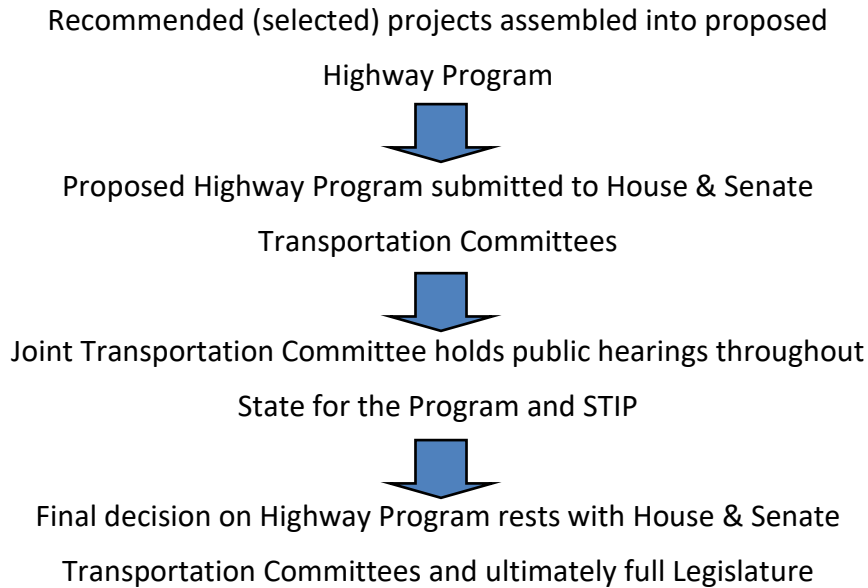 Recommended (selected) projects assembled into proposed
Highway Program
Proposed Highway Program submitted to House & Senate
Transportation Committees
Joint Transportation Committee holds public hearings throughout
State for the Program and STIP
Final decision on Highway Program rests with House & Senate
Transportation Committees and ultimately full Legislature